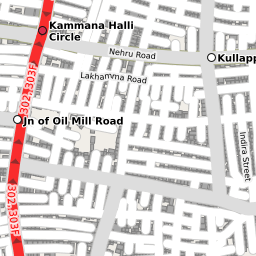 Kammana Halli
Circle
Nehru Road
Kullapp
Lakhamma Road
302,303F
Jn of Oil Mill Road
Indira Street
302,303F